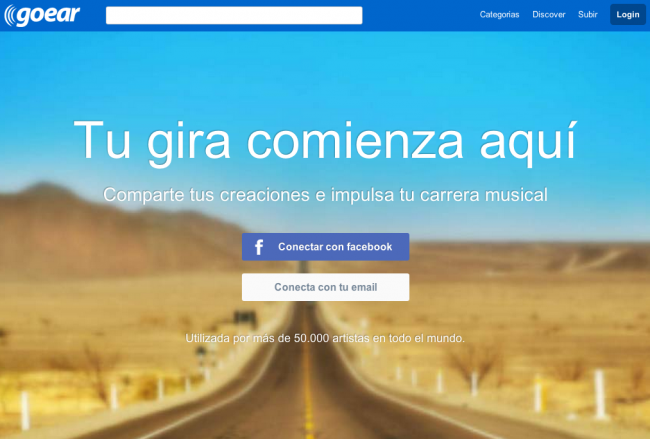 goear
Categorias
Discover
Subir
Login
Tu gira comienza aquí
Comparte tus creaciones e impulsa tu carrera musical
f
Conectar con facebook
Conecta con tu email
Utilizada por más de 50.000 artistas en todo el mundo.